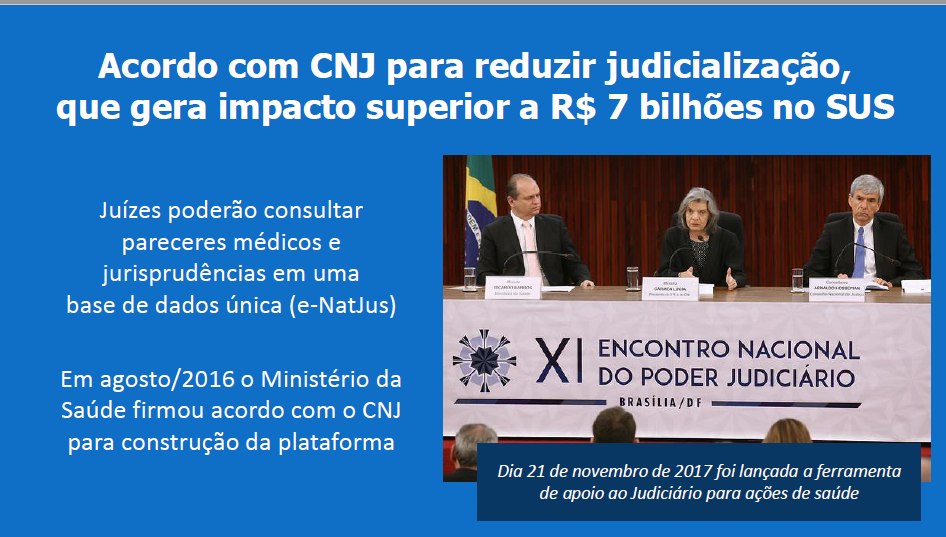 Acordo com CNJ para reduzir judicialização,
que gera impacto superior a R$ 7 bilhões no SUS
Juízes poderão consultar
pareceres médicos e
jurisprudências em uma
base de dados única (e-NatJus)
Em agosto/2016 o Ministério da
Saúde firmou acordo com o CNJ
para construção da plataforma
Ministro
RICARDO BARROS
Ministério da Saúde
Ministra
CÁRMEN LÚCIA
Presidente do STF e do CNJ
Conselheiro
ARNALDO HOSSEPIAN
Conselho Nacional de Justiça
XI ENCONTRO NACIONAL
DO PODER JUDICIÁRIO
BRASÍLIA/DF
Dia 21 de novembro de 2017 foi lançada a ferramenta
de apoio ao Judiciário para ações de saúde